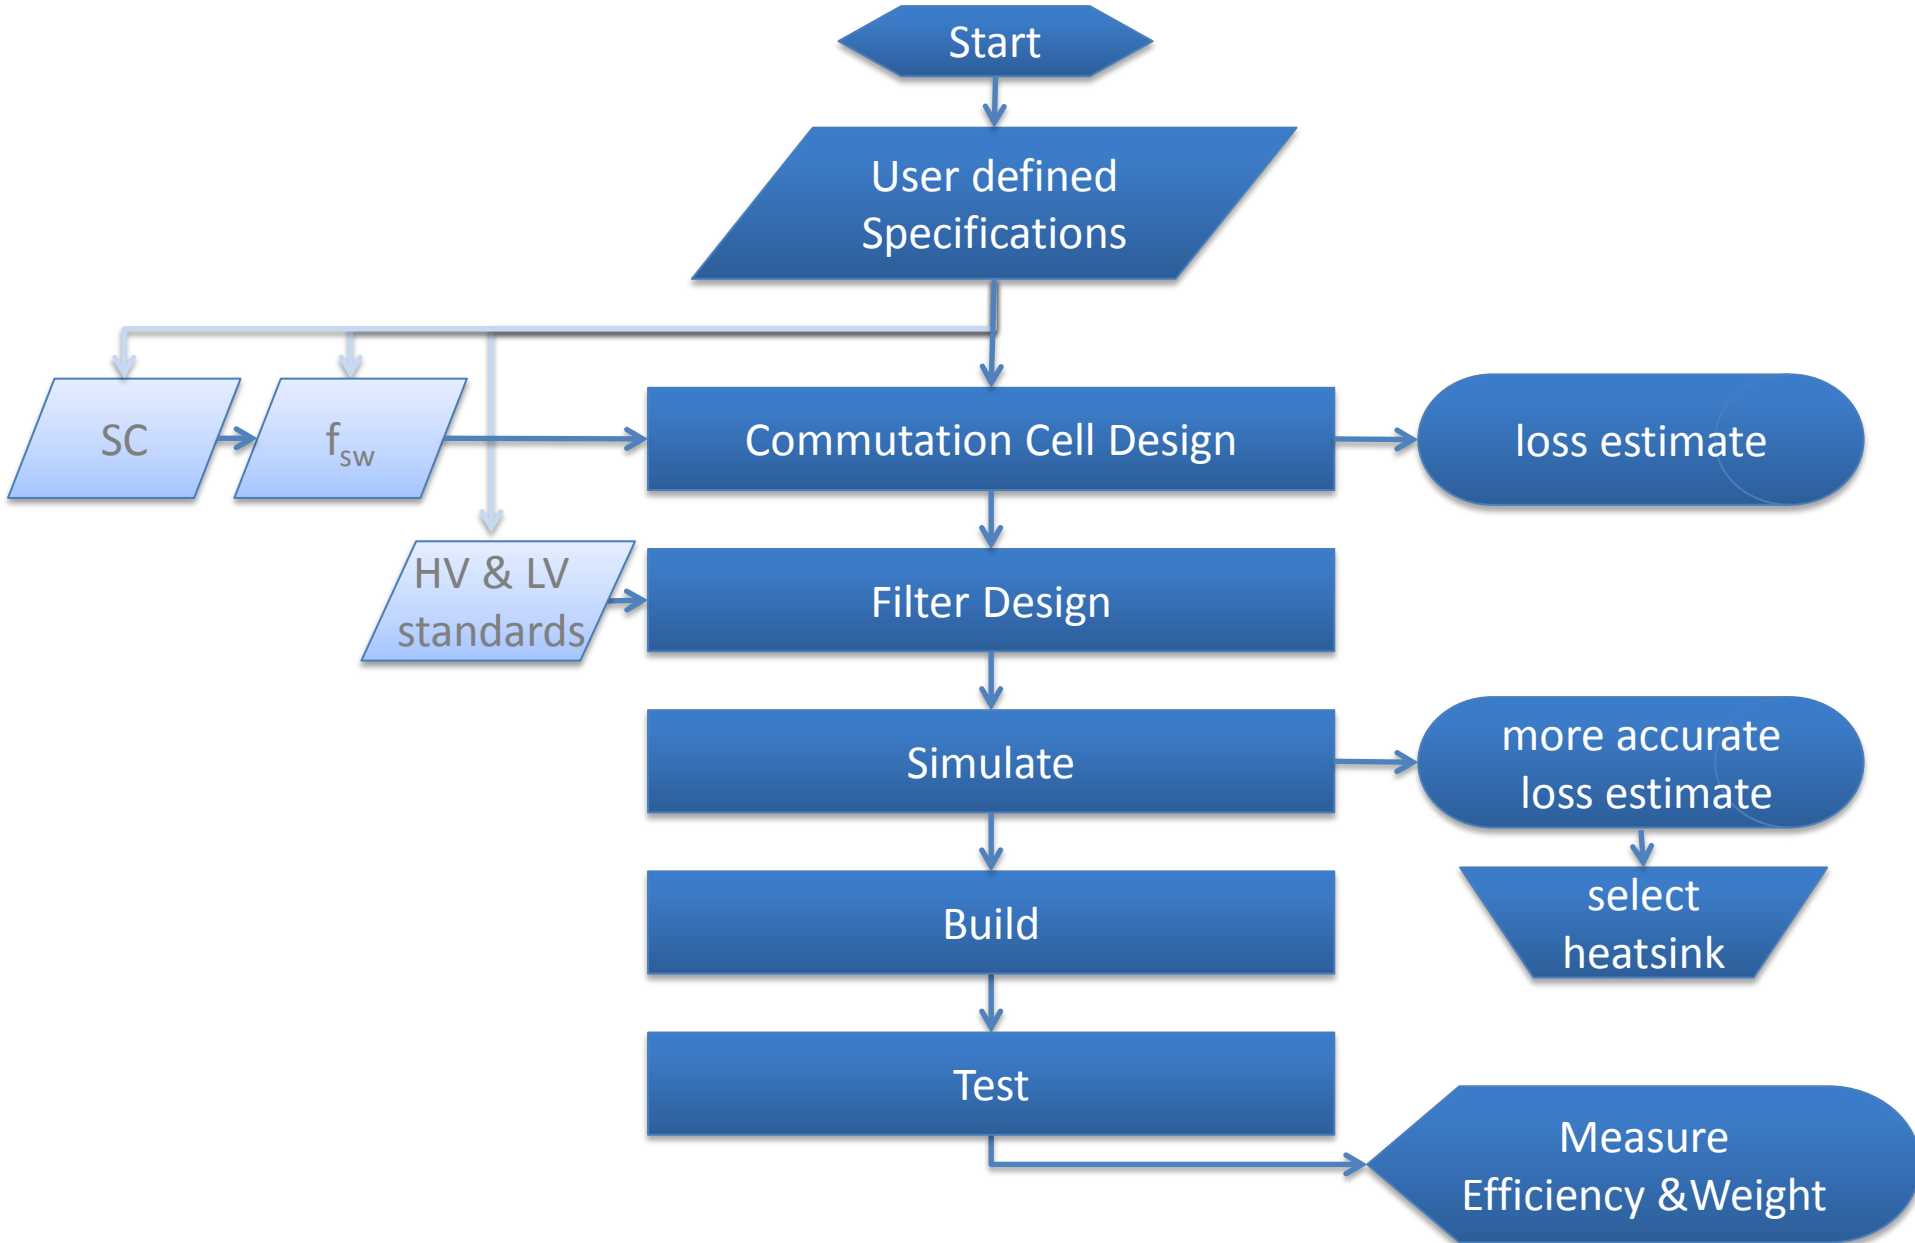 Start
User defined
Specifications
SC
f_sw
Commutation Cell Design
loss estimate
HV & LV
standards
Filter Design
Simulate
more accurate
loss estimate
Build
select
heatsink
Test
Measure
Efficiency &Weight